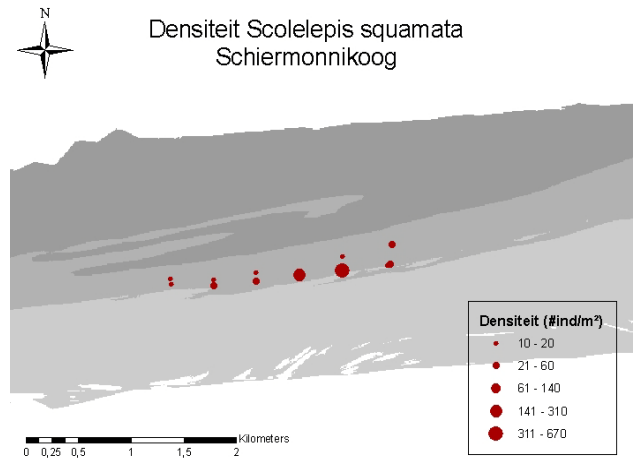 N
Densiteit Scolelepis squamata
Schiermonnikoog
Densiteit (#ind/m²)
10 - 20
21 - 60
61 - 140
141 - 310
311 - 670
Kilometers
0 0,25 0,5 1 1,5 2